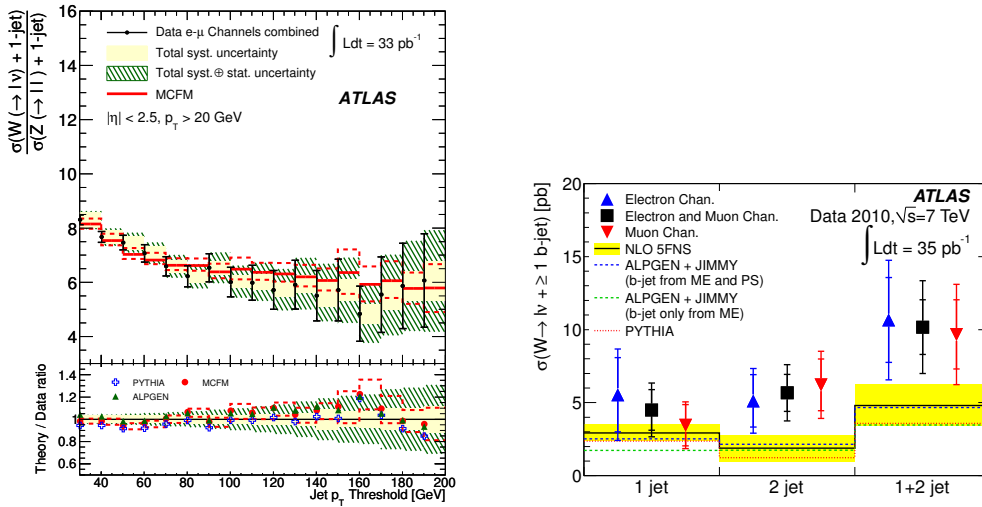 σ(W (→ l ν) + 1-jet)
σ(Z (→ l l ) + 1-jet)
16
14
12
10
8
6
4
Data e-μ Channels combined
Total syst. uncertainty
Total syst.⊕ stat. uncertainty
MCFM
|η| < 2.5, p_T > 20 GeV
∫ Ldt = 33 pb⁻¹
ATLAS
Theory / Data ratio
1.4
1.2
1.0
0.8
0.6
PYTHIA
MCFM
ALPGEN
40 60 80 100 120 140 160 180 200
Jet p_T Threshold [GeV]
σ(W→ lν + ≥ 1 b-jet) [pb]
20
15
10
5
0
Electron Chan.
Electron and Muon Chan.
Muon Chan.
NLO 5FNS
ALPGEN + JIMMY
(b-jet from ME and PS)
ALPGEN + JIMMY
(b-jet only from ME)
PYTHIA
ATLAS
Data 2010, √s=7 TeV
∫ Ldt = 35 pb⁻¹
1 jet 2 jet 1+2 jet